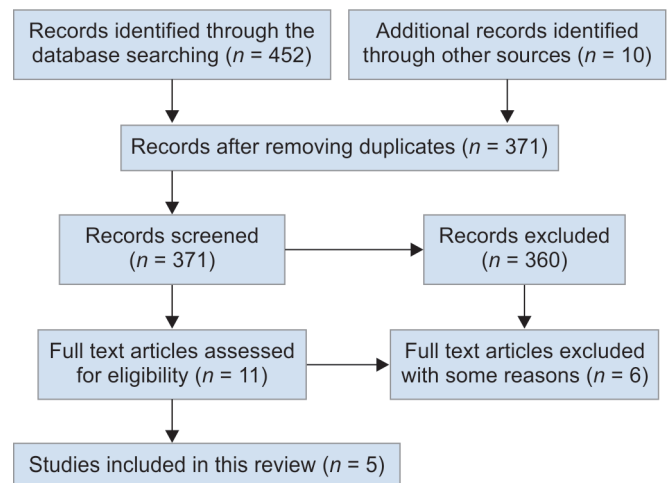 Records identified through the
database searching (n = 452)
Additional records identified
through other sources (n = 10)
Records after removing duplicates (n = 371)
Records screened
(n = 371)
Records excluded
(n = 360)
Full text articles assessed
for eligibility (n = 11)
Full text articles excluded
with some reasons (n = 6)
Studies included in this review (n = 5)